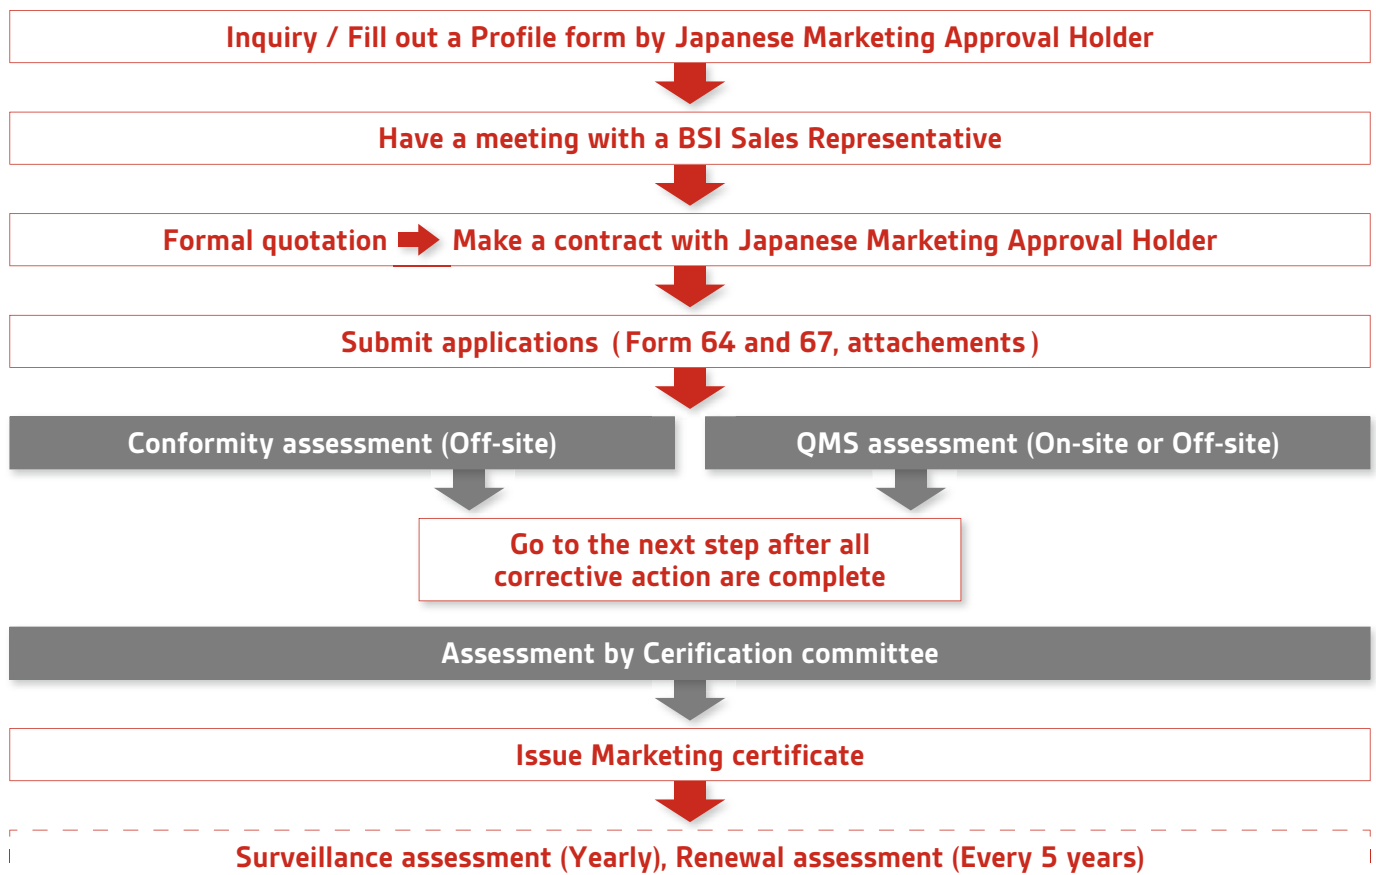 Inquiry / Fill out a Profile form by Japanese Marketing Approval Holder
Have a meeting with a BSI Sales Representative
Formal quotation Make a contract with Japanese Marketing Approval Holder
Submit applications ( Form 64 and 67, attachements )
Conformity assessment (Off-site)
QMS assessment (On-site or Off-site)
Go to the next step after all
corrective action are complete
Assessment by Cerification committee
Issue Marketing certificate
Surveillance assessment (Yearly), Renewal assessment (Every 5 years)